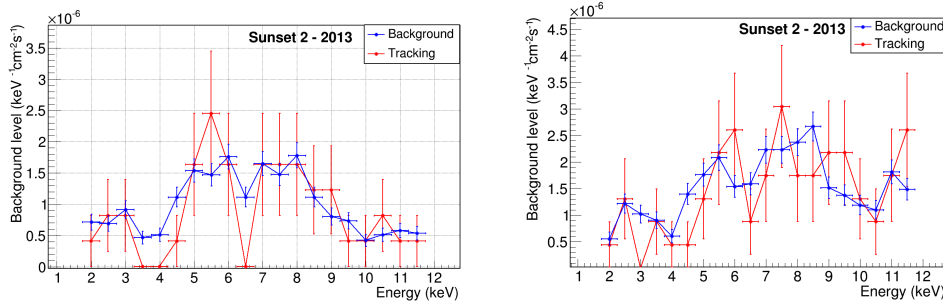 ×10⁻⁶
Sunset 2 - 2013
Background
Tracking
Background level (keV ⁻¹cm⁻²s⁻¹)
3.5
3
2.5
2
1.5
1
0.5
0
1 2 3 4 5 6 7 8 9 10 11 12
Energy (keV)
×10⁻⁶
Sunset 2 - 2013
Background
Tracking
Background level (keV ⁻¹cm⁻²s⁻¹)
4.5
4
3.5
3
2.5
2
1.5
1
0.5
1 2 3 4 5 6 7 8 9 10 11 12
Energy (keV)